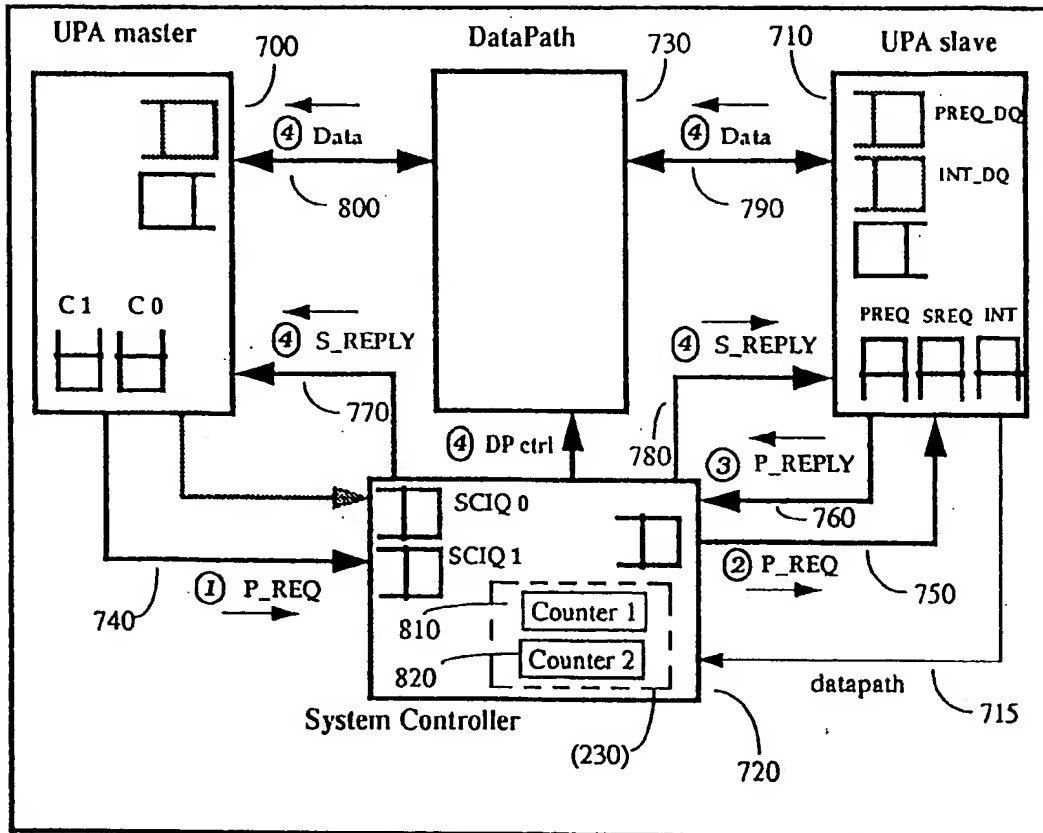 UPA master
DataPath
UPA slave
700
730
710
④ Data
④ Data
PREQ_DQ
INT_DQ
800
790
C 1 C 0
④ S_REPLY
④ S_REPLY
PREQ SREQ INT
770
④ DP ctrl
780
③ P_REPLY
760
SCIQ 0
SCIQ 1
① P_REQ
② P_REQ
740
750
810
Counter 1
820
Counter 2
datapath
715
System Controller
(230)
720